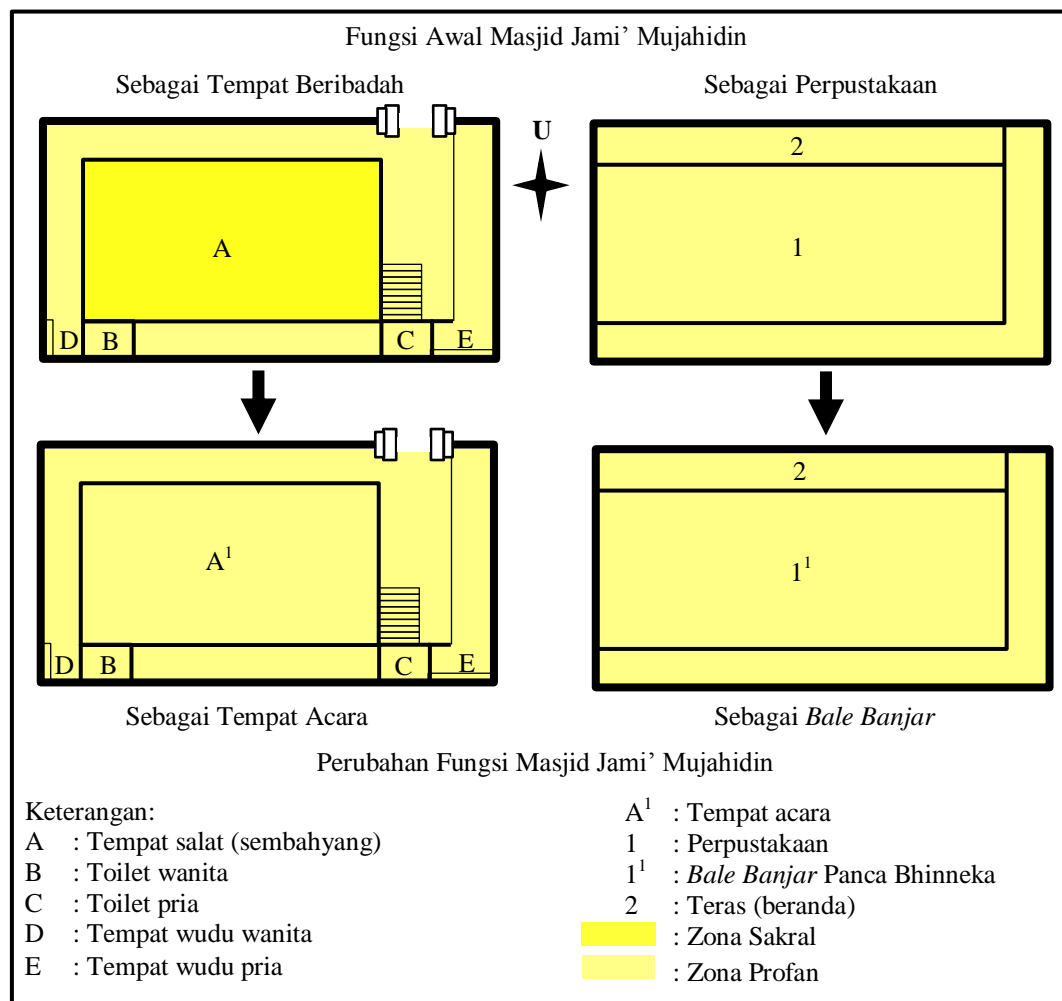 Fungsi Awal Masjid Jami’ Mujahidin
Sebagai Tempat Beribadah
Sebagai Perpustakaan
U
A
D
B
C
E
2
1
A¹
D
B
C
E
2
1¹
Sebagai Tempat Acara
Sebagai Bale Banjar
Perubahan Fungsi Masjid Jami’ Mujahidin
Keterangan:
A : Tempat salat (sembahyang)
B : Toilet wanita
C : Toilet pria
D : Tempat wudu wanita
E : Tempat wudu pria
A¹ : Tempat acara
1 : Perpustakaan
1¹ : Bale Banjar Panca Bhinneka
2 : Teras (beranda)
: Zona Sakral
: Zona Profan